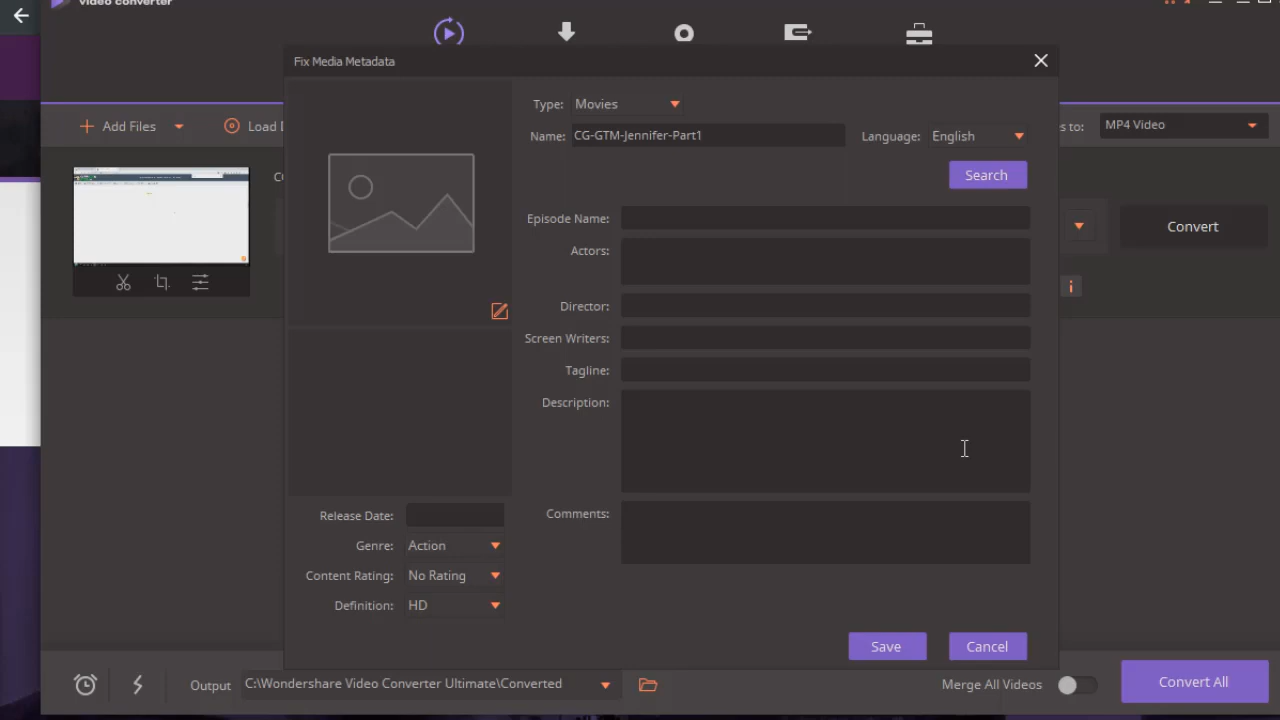 video converter
Fix Media Metadata
Type: Movies
Name: CG-GTM-Jennifer-Part1 Language: English
Add Files Load D
s to: MP4 Video
Search
Episode Name:
Convert
Actors:
Director:
Screen Writers:
Tagline:
Description:
Release Date:
Comments:
Genre: Action
Content Rating: No Rating
Definition: HD
Save Cancel
Output C:\Wondershare Video Converter Ultimate\Converted Merge All Videos Convert All